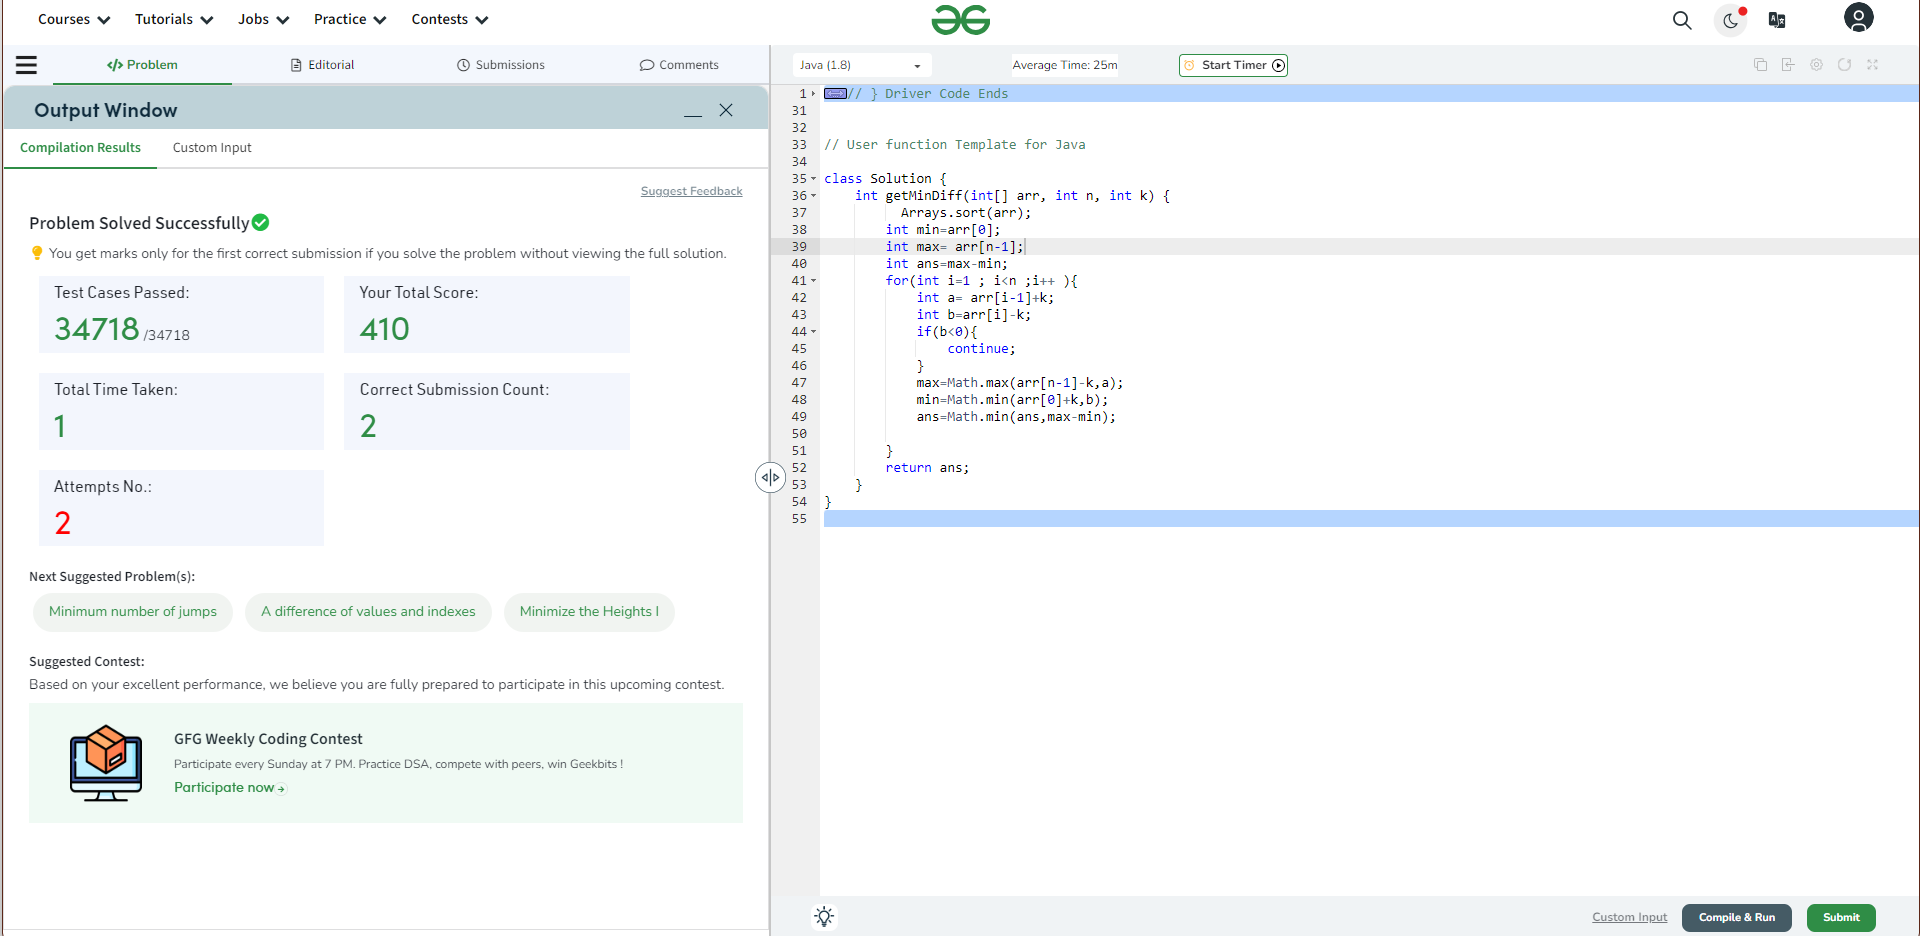 Courses Tutorials Jobs Practice Contests
</> Problem Editorial Submissions Comments
Output Window
Compilation Results Custom Input
Suggest Feedback
Problem Solved Successfully
You get marks only for the first correct submission if you solve the problem without viewing the full solution.
Test Cases Passed: Your Total Score:
34718 /34718 410
Total Time Taken: Correct Submission Count:
1 2
Attempts No.:
2
Next Suggested Problem(s):
Minimum number of jumps A difference of values and indexes Minimize the Heights I
Suggested Contest:
Based on your excellent performance, we believe you are fully prepared to participate in this upcoming contest.
GFG Weekly Coding Contest
Participate every Sunday at 7 PM. Practice DSA, compete with peers, win Geekbits !
Participate now
Java (1.8) Average Time: 25m Start Timer
1 // } Driver Code Ends
31
32
33 // User function Template for Java
34
35 class Solution {
36 int getMinDiff(int[] arr, int n, int k) {
37 Arrays.sort(arr);
38 int min=arr[0];
39 int max= arr[n-1];
40 int ans=max-min;
41 for(int i=1 ; i<n ;i++ ){
42 int a= arr[i-1]+k;
43 int b=arr[i]-k;
44 if(b<0){
45 continue;
46 }
47 max=Math.max(arr[n-1]-k,a);
48 min=Math.min(arr[0]+k,b);
49 ans=Math.min(ans,max-min);
50
51 }
52 return ans;
53 }
54 }
55
Custom Input Compile & Run Submit